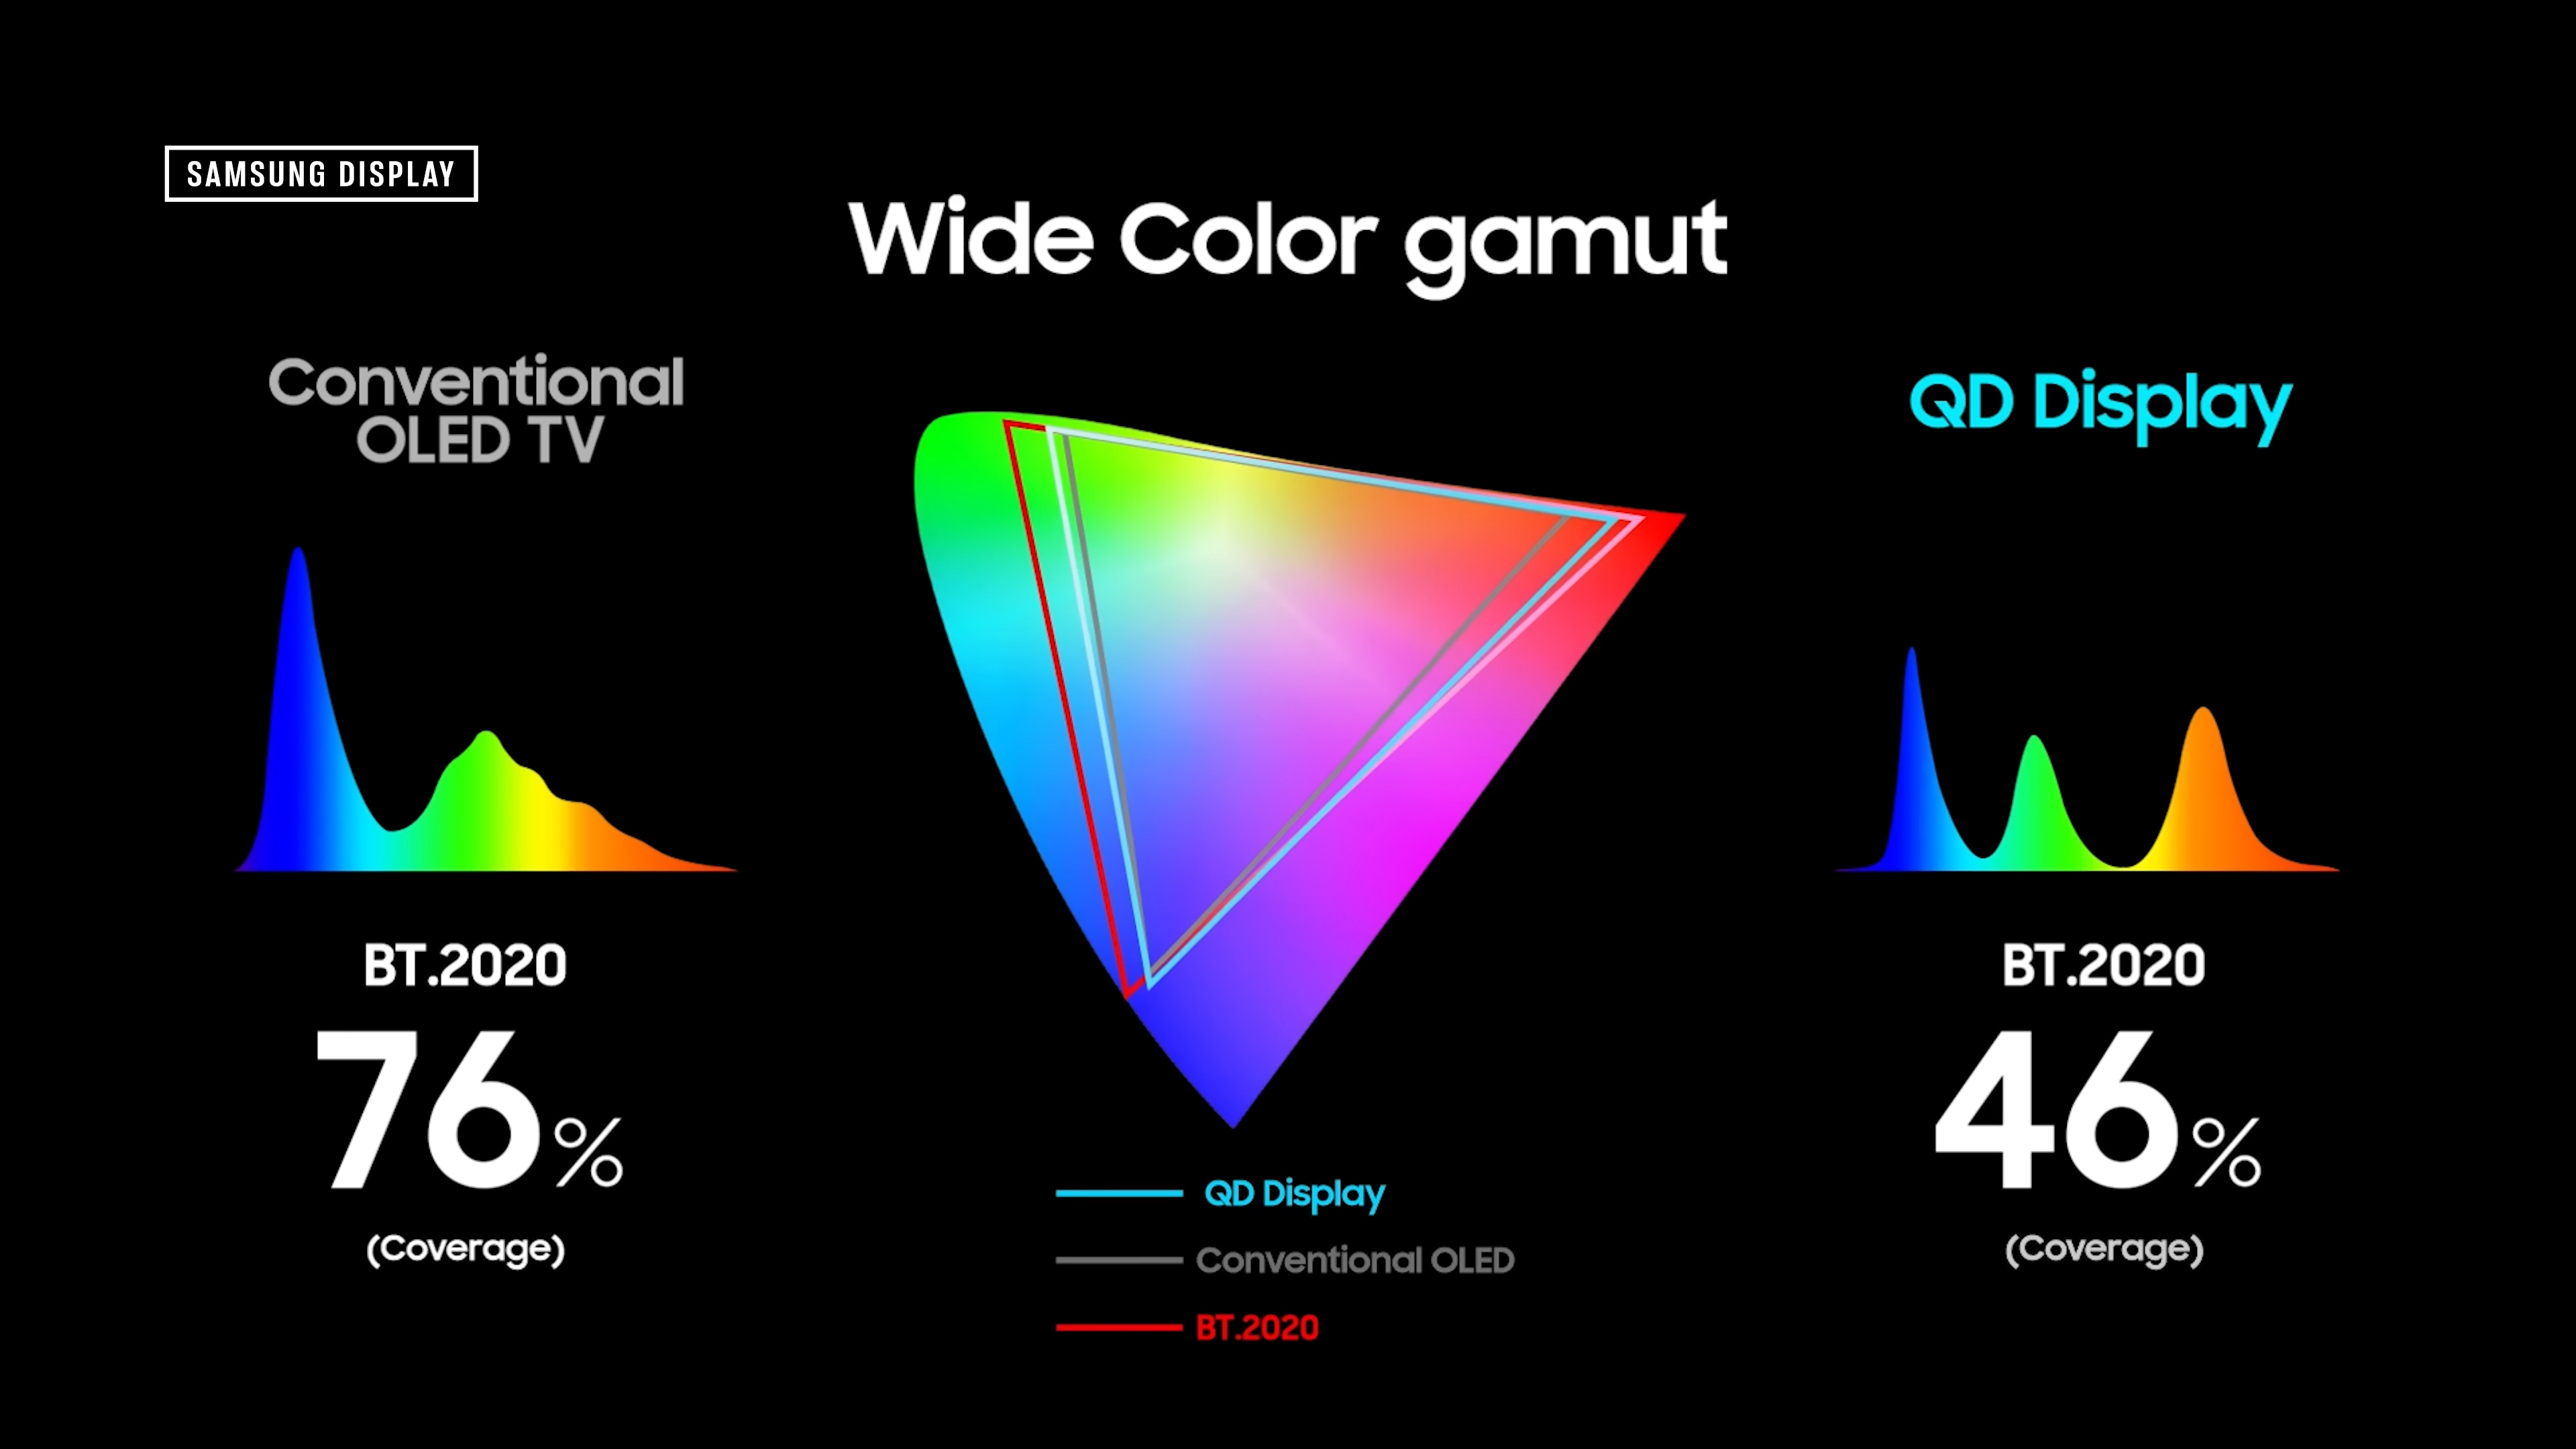 SAMSUNG DISPLAY
Wide Color gamut
Conventional
OLED TV
BT.2020
76%
(Coverage)
QD Display
BT.2020
46%
(Coverage)
QD Display
Conventional OLED
BT.2020